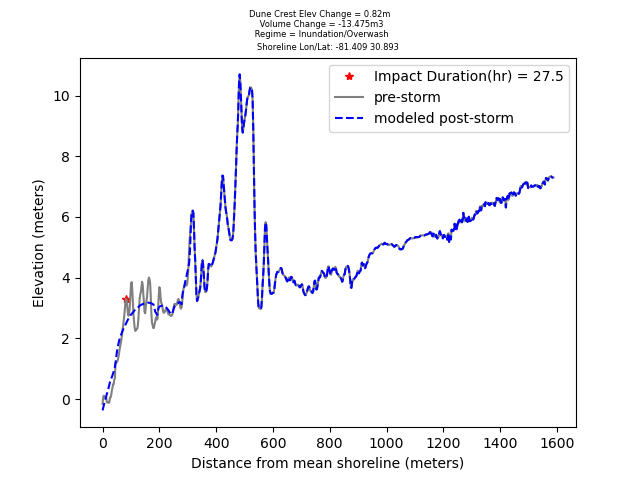 Dune Crest Elev Change = 0.82m
Volume Change = -13.475m3
Regime = Inundation/Overwash
Shoreline Lon/Lat: -81.409 30.893
Impact Duration(hr) = 27.5
pre-storm
modeled post-storm
10
8
6
4
2
0
Elevation (meters)
0 200 400 600 800 1000 1200 1400 1600
Distance from mean shoreline (meters)